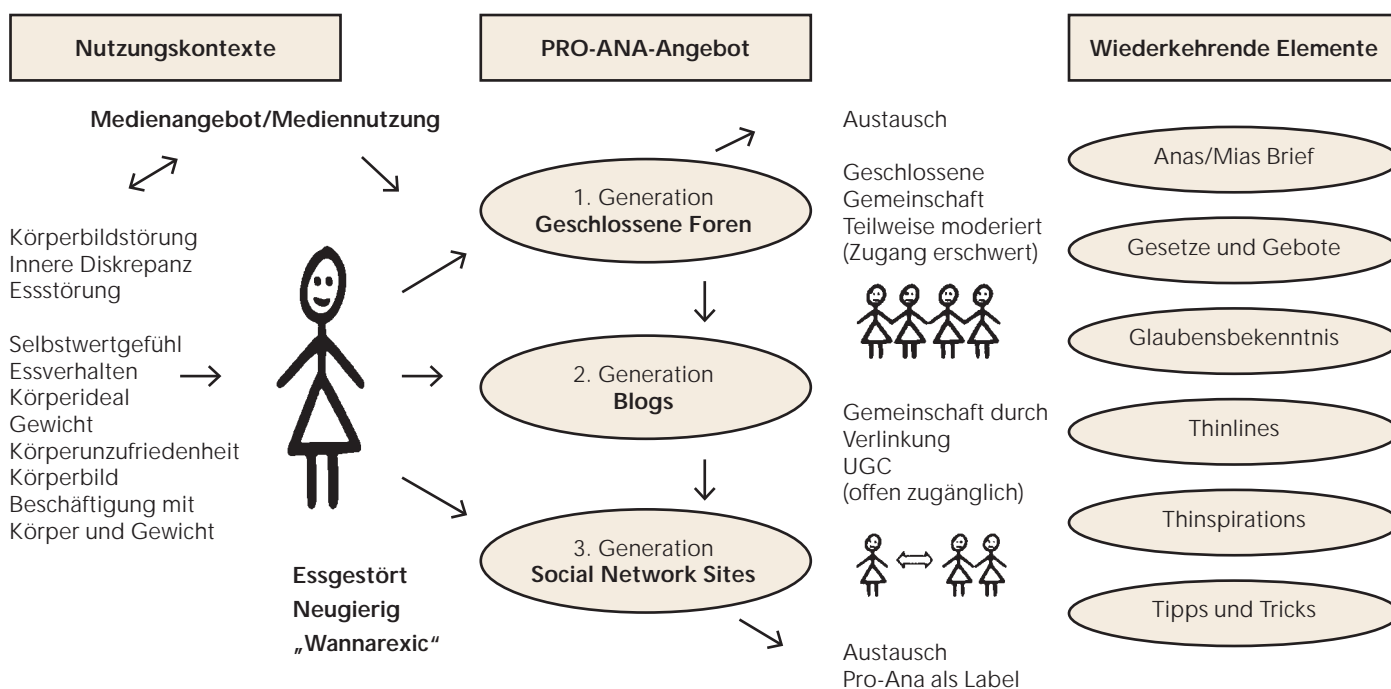 Nutzungskontexte
PRO-ANA-Angebot
Wiederkehrende Elemente
Medienangebot/Mediennutzung
Körperbildstörung
Innere Diskrepanz
Essstörung
Selbstwertgefühl
Essverhalten
Körperideal
Gewicht
Körperunzufriedenheit
Körperbild
Beschäftigung mit
Körper und Gewicht
Essgestört
Neugierig
„Wannarexic“
1. Generation
Geschlossene Foren
2. Generation
Blogs
3. Generation
Social Network Sites
Austausch
Geschlossene
Gemeinschaft
Teilweise moderiert
(Zugang erschwert)
Gemeinschaft durch
Verlinkung
UGC
(offen zugänglich)
Austausch
Pro-Ana als Label
Anas/Mias Brief
Gesetze und Gebote
Glaubensbekenntnis
Thinlines
Thinspirations
Tipps und Tricks